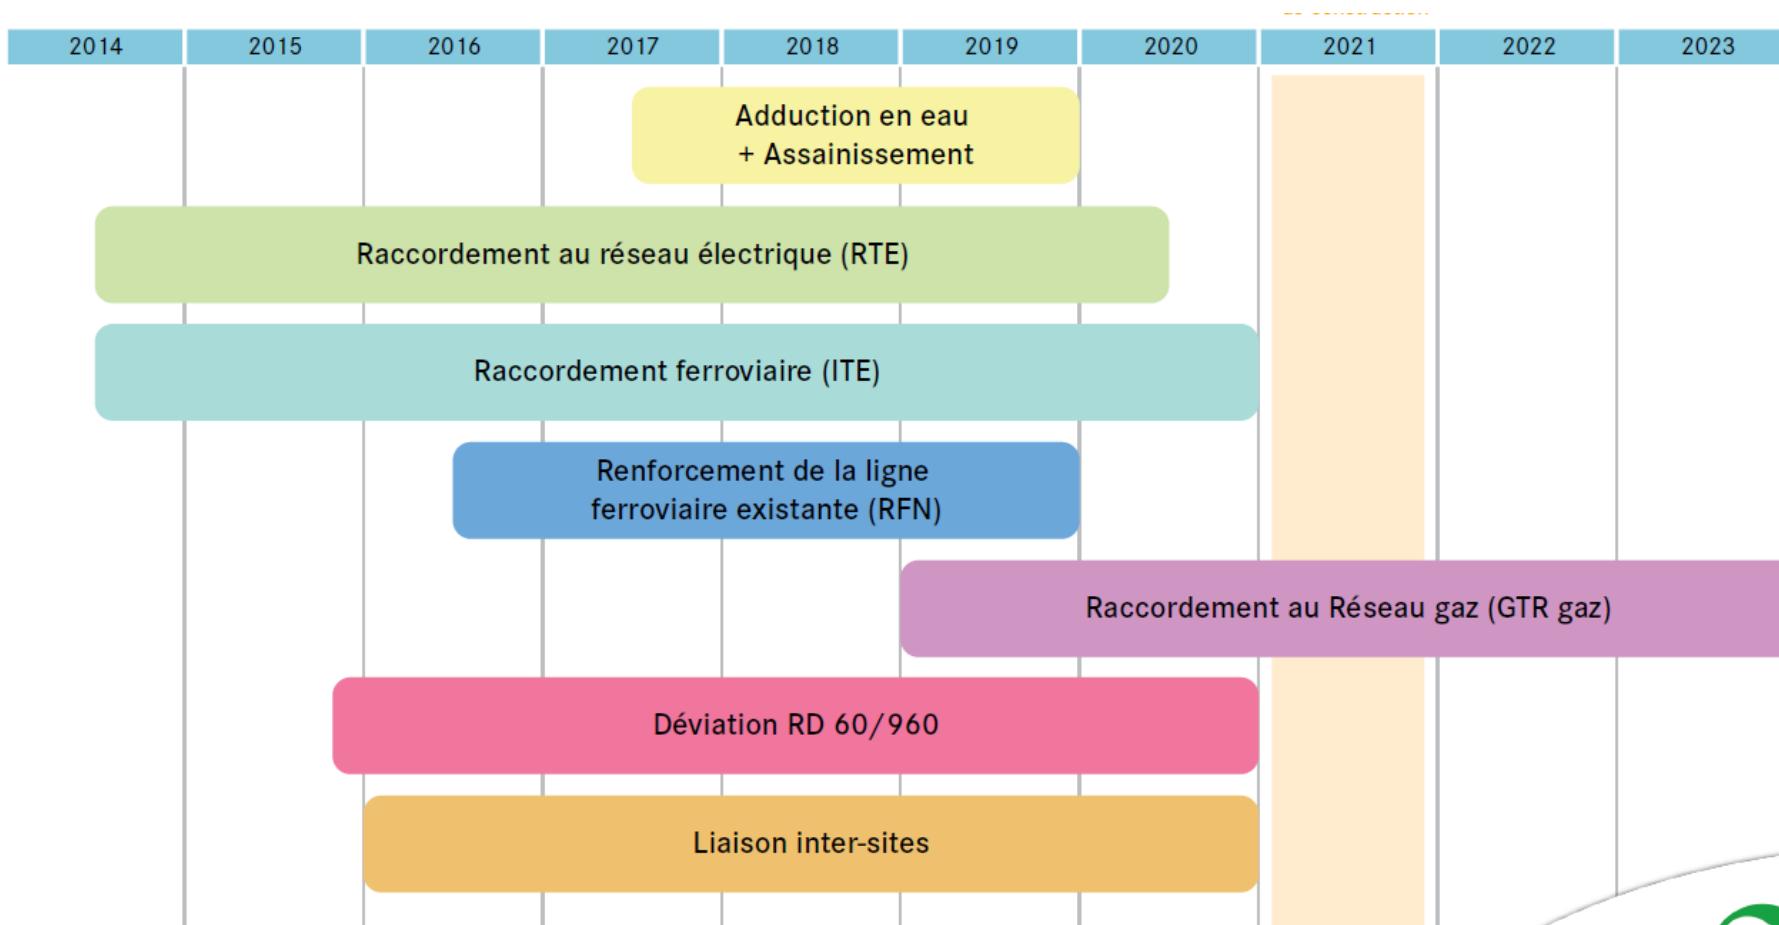 2014 2015 2016 2017 2018 2019 2020 2021 2022 2023
Adduction en eau
+ Assainissement
Raccordement au réseau électrique (RTE)
Raccordement ferroviaire (ITE)
Renforcement de la ligne
ferroviaire existante (RFN)
Raccordement au Réseau gaz (GTR gaz)
Déviation RD 60/960
Liaison inter-sites